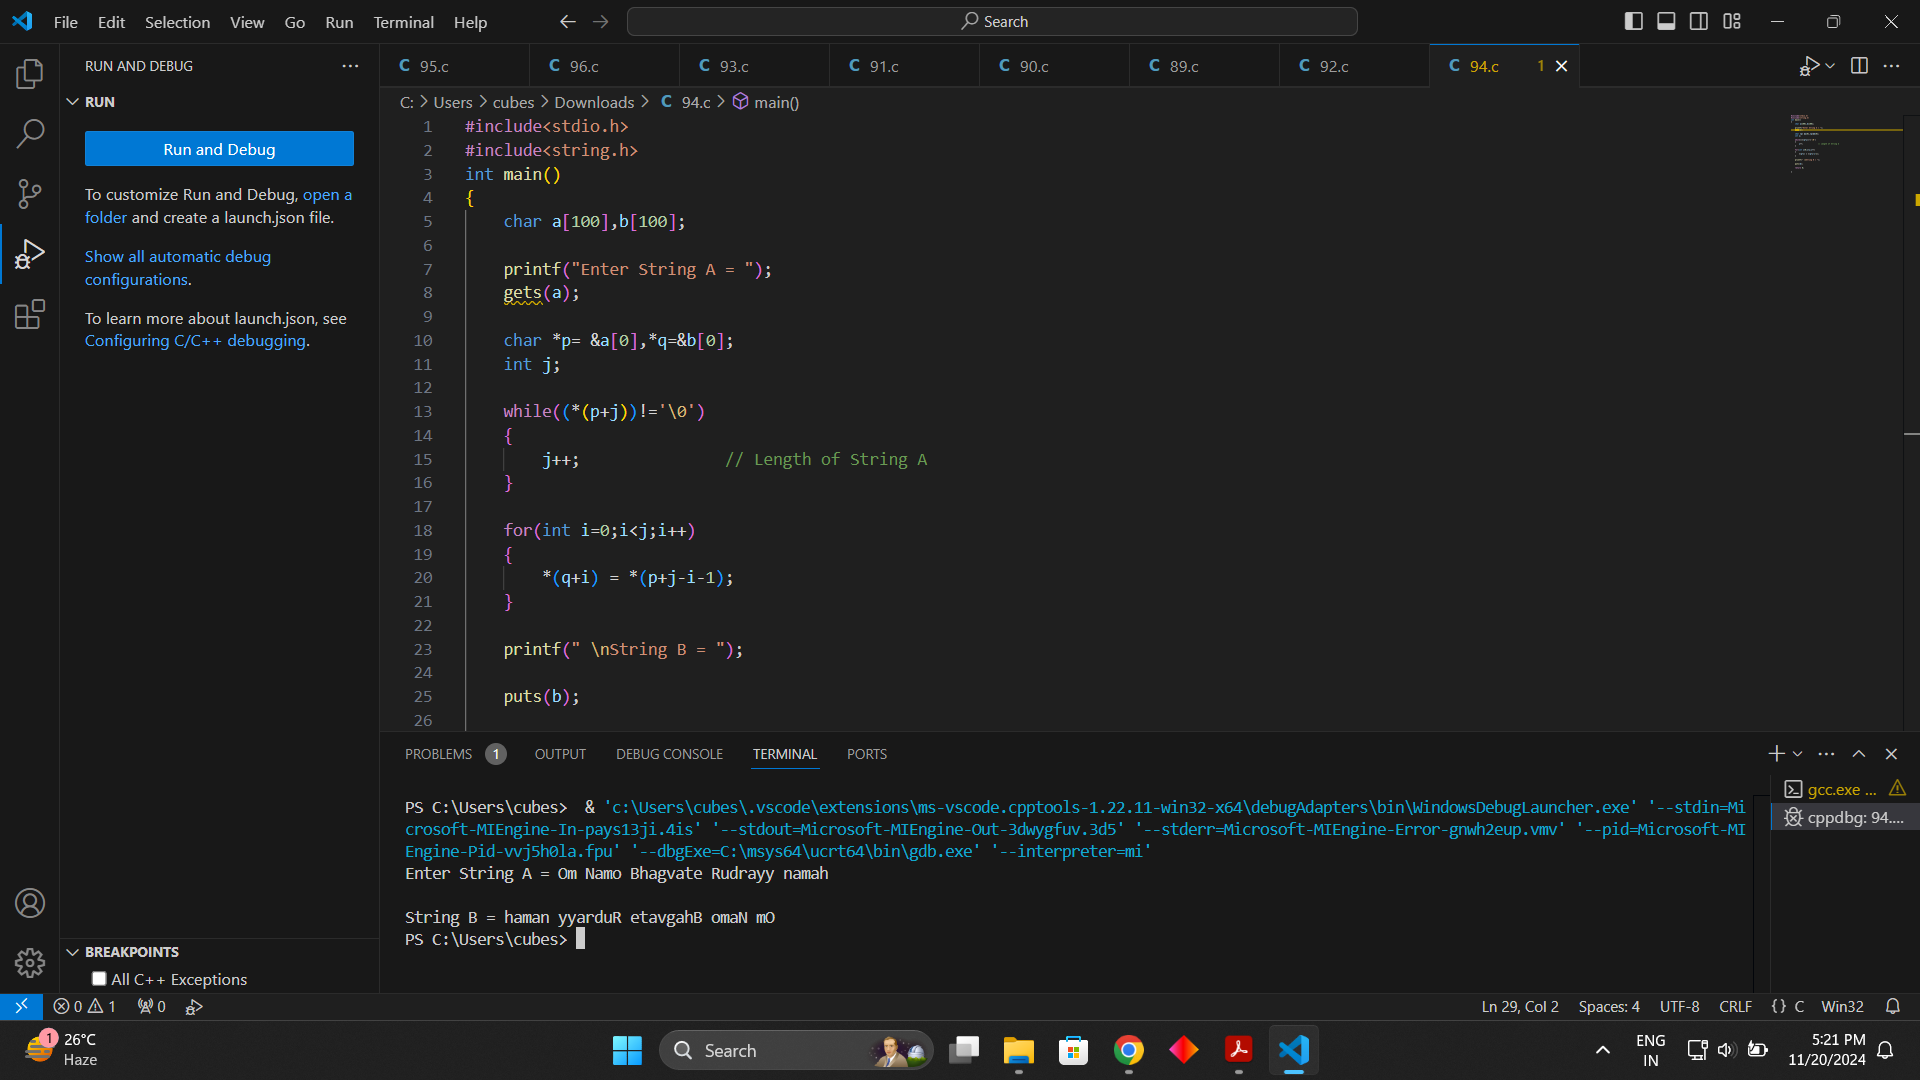 File Edit Selection View Go Run Terminal Help
Search
RUN AND DEBUG
RUN
Run and Debug
To customize Run and Debug, open a
folder and create a launch.json file.
Show all automatic debug
configurations.
To learn more about launch.json, see
Configuring C/C++ debugging.
BREAKPOINTS
All C++ Exceptions
C 95.c C 96.c C 93.c C 91.c C 90.c C 89.c C 92.c C 94.c 1
C: > Users > cubes > Downloads > C 94.c > main()
1 #include<stdio.h>
2 #include<string.h>
3 int main()
4 {
5 char a[100],b[100];
6
7 printf("Enter String A = ");
8 gets(a);
9
10 char *p= &a[0],*q=&b[0];
11 int j;
12
13 while((*(p+j))!='\0')
14 {
15 j++; // Length of String A
16 }
17
18 for(int i=0;i<j;i++)
19 {
20 *(q+i) = *(p+j-i-1);
21 }
22
23 printf(" \nString B = ");
24
25 puts(b);
26
PROBLEMS 1 OUTPUT DEBUG CONSOLE TERMINAL PORTS
PS C:\Users\cubes>  & 'c:\Users\cubes\.vscode\extensions\ms-vscode.cpptools-1.22.11-win32-x64\debugAdapters\bin\WindowsDebugLauncher.exe' '--stdin=Mi
crosoft-MIEngine-In-pays13ji.4is' '--stdout=Microsoft-MIEngine-Out-3dwygfuv.3d5' '--stderr=Microsoft-MIEngine-Error-gnwh2eup.vmv' '--pid=Microsoft-MI
Engine-Pid-vvj5h0la.fpu' '--dbgExe=C:\msys64\ucrt64\bin\gdb.exe' '--interpreter=mi'
Enter String A = Om Namo Bhagvate Rudrayy namah
String B = haman yyarduR etavgahB omaN mO
PS C:\Users\cubes>
gcc.exe ...
cppdbg: 94....
0 1 0
Ln 29, Col 2 Spaces: 4 UTF-8 CRLF {} C Win32
1
26°C
Haze
Search
ENG
IN
5:21 PM
11/20/2024